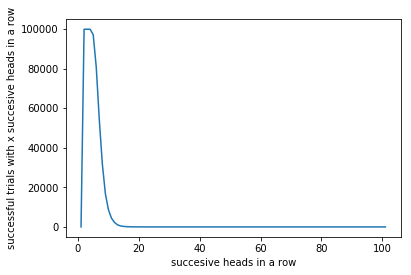 successful trials with x succesive heads in a row
100000
80000
60000
40000
20000
0
0 20 40 60 80 100
succesive heads in a row